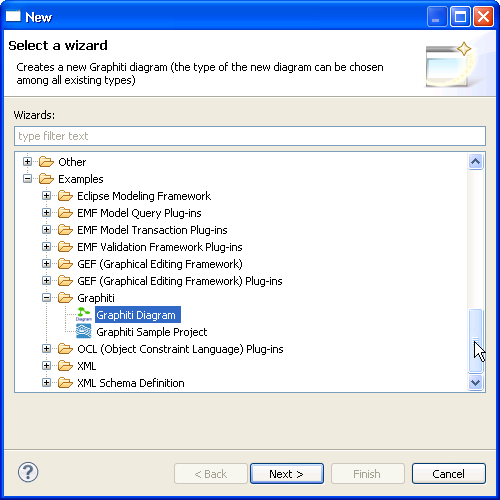 New
Select a wizard
Creates a new Graphiti diagram (the type of the new diagram can be chosen
among all existing types)
Wizards:
type filter text
Other
Examples
Eclipse Modeling Framework
EMF Model Query Plug-ins
EMF Model Transaction Plug-ins
EMF Validation Framework Plug-ins
GEF (Graphical Editing Framework)
GEF (Graphical Editing Framework) Plug-ins
Graphiti
Diagram
Graphiti Diagram
Graphiti Sample Project
OCL (Object Constraint Language) Plug-ins
XML
XML Schema Definition
< Back
Next >
Finish
Cancel